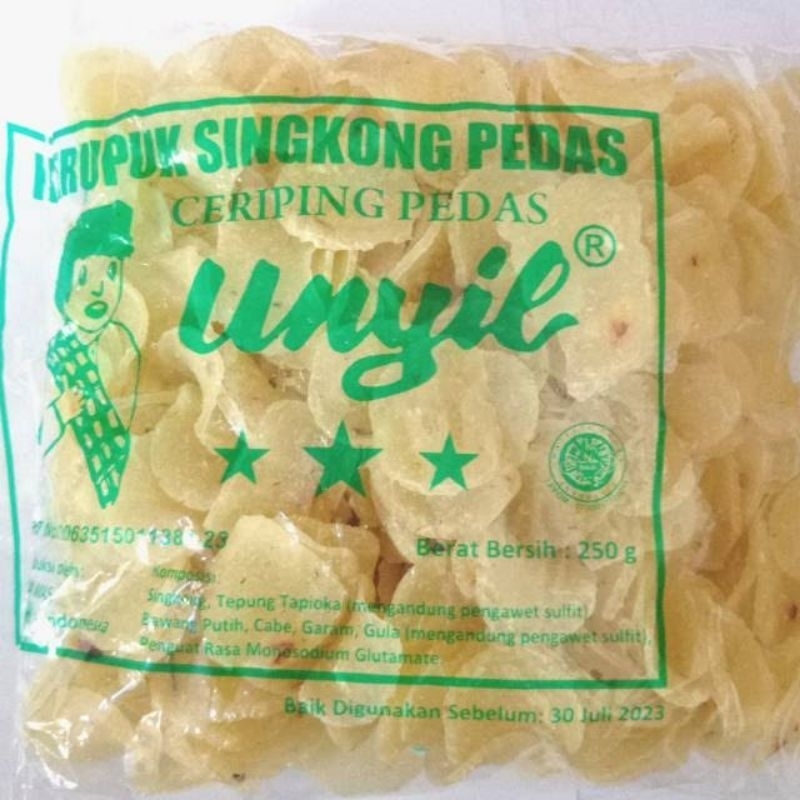 KERUPUK SINGKONG PEDAS
CERIPING PEDAS
Unyil ®
Berat Bersih : 250 g
Komposisi:
Singkong, Tepung Tapioka (mengandung pengawet sulfit)
Bawang Putih, Cabe, Garam, Gula (mengandung pengawet sulfit),
Indonesia
Penguat Rasa Monosodium Glutamate.
Baik Digunakan Sebelum: 30 Juli 2023